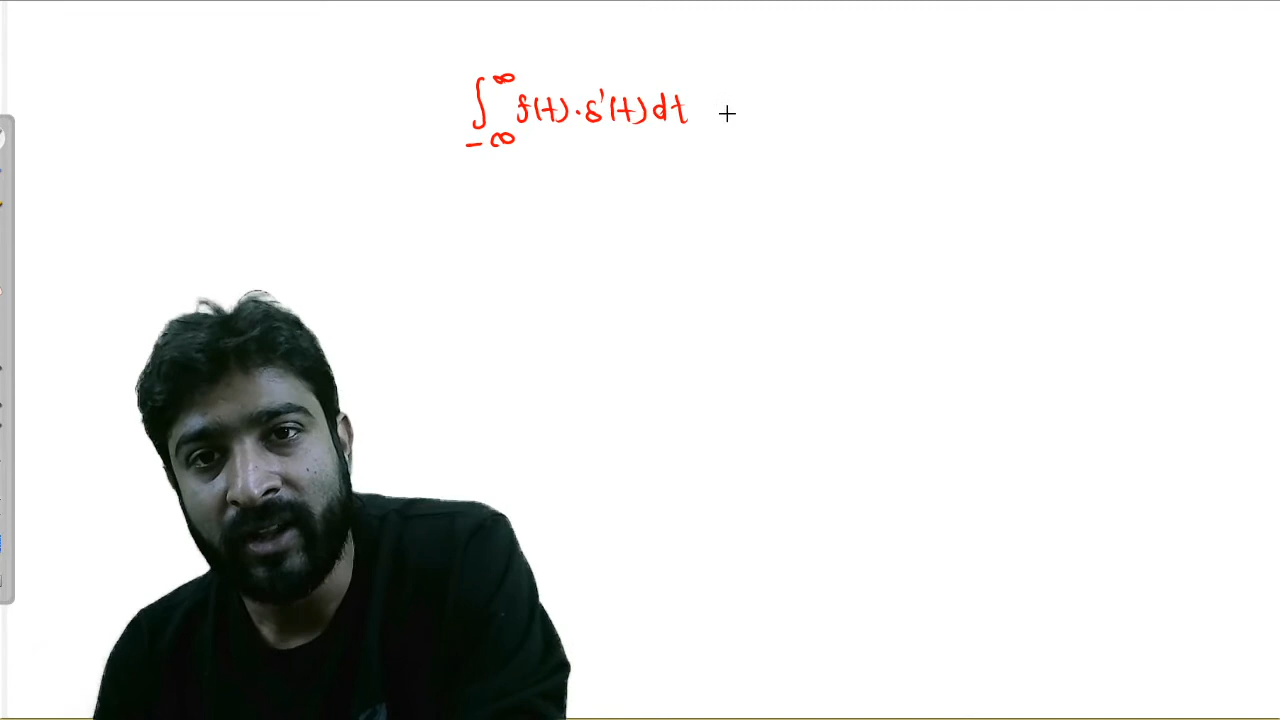 ∫_{-∞}^{∞} f(t) · δ'(t) dt